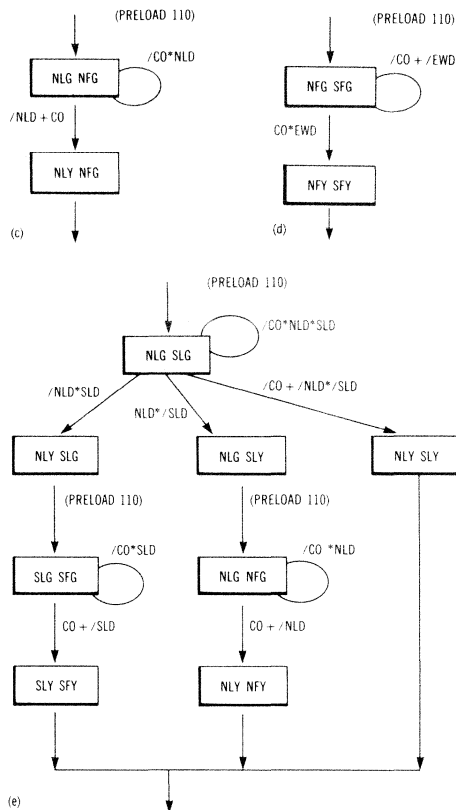 (PRELOAD 110)
/CO*NLD
NLG NFG
/NLD + CO
NLY NFG
(c)
(PRELOAD 110)
/CO + /EWD
NFG SFG
CO*EWD
NFY SFY
(d)
(PRELOAD 110)
/CO*NLD*SLD
NLG SLG
/NLD*SLD
NLD*/SLD
/CO + /NLD*/SLD
NLY SLG
NLG SLY
NLY SLY
(PRELOAD 110)
(PRELOAD 110)
/CO*SLD
/CO *NLD
SLG SFG
NLG NFG
CO + /SLD
CO + /NLD
SLY SFY
NLY NFY
(e)